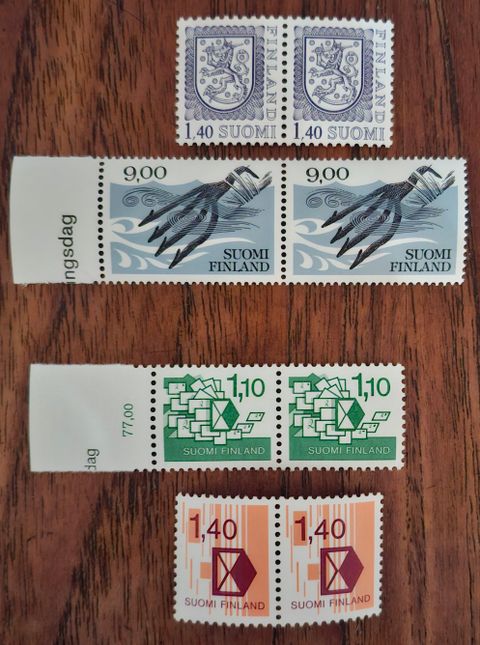 FINLAND FINLAND
1,40 SUOMI 1,40 SUOMI
ngsdag
9,00 9,00
SUOMI SUOMI
FINLAND FINLAND
dag
77,00
1,10 1,10
SUOMI FINLAND SUOMI FINLAND
1,40 1,40
SUOMI FINLAND SUOMI FINLAND